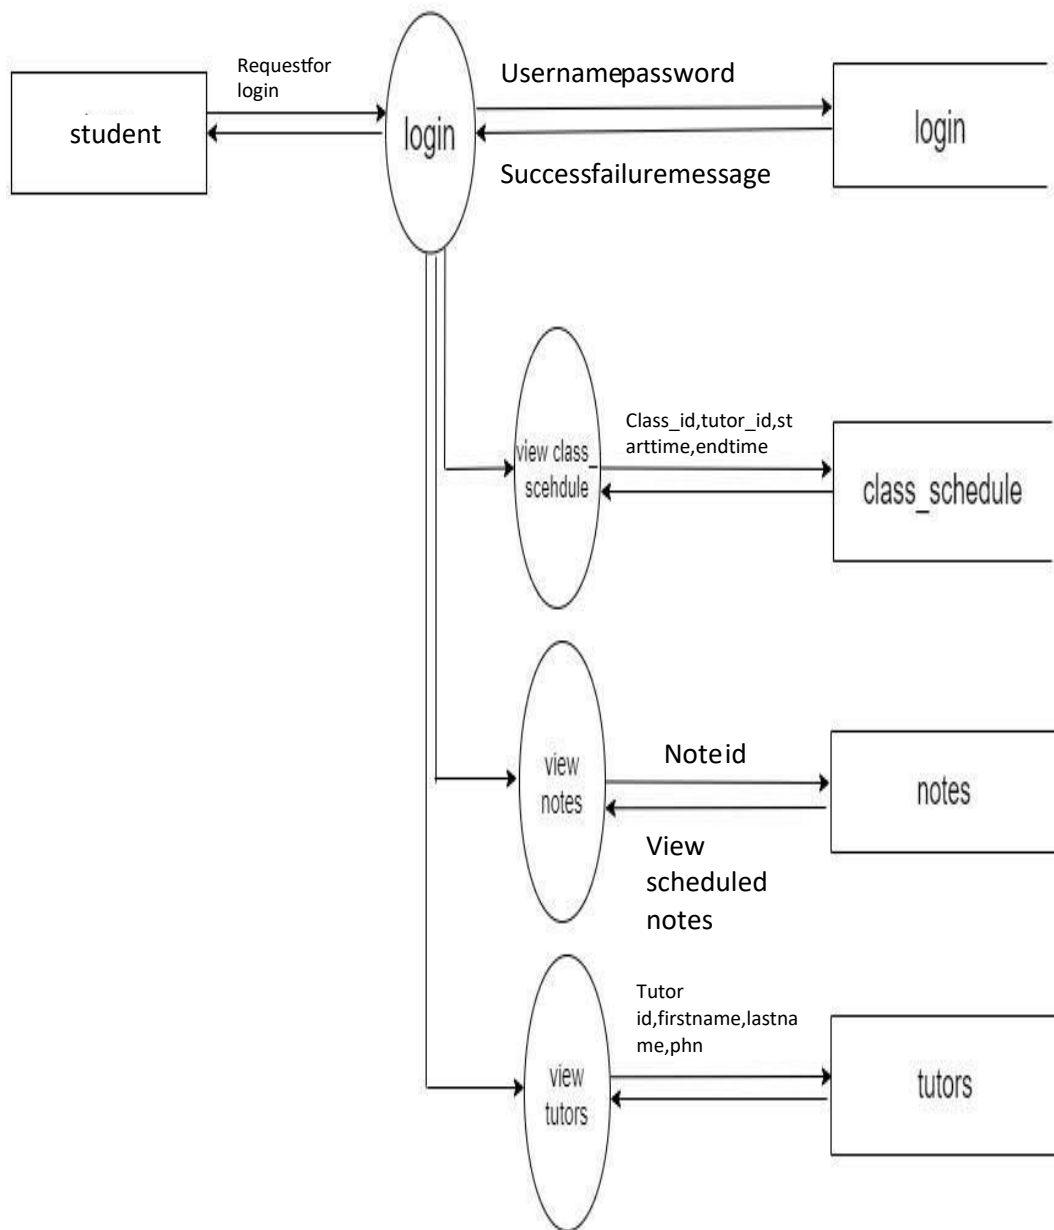 Requestfor
login
student
login
Usernamepassword
Successfailuremessage
login
view class_
scehdule
Class_id,tutor_id,st
arttime,endtime
class_schedule
view
notes
Noteid
View
scheduled
notes
notes
view
tutors
Tutor
id,firstname,lastna
me,phn
tutors